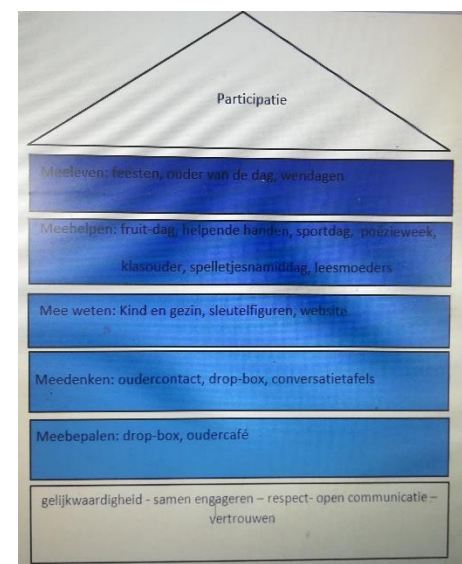 Participatie
Meeleven: feesten, ouder van de dag, wendagen
Meehelpen: fruit-dag, helpende handen, sportdag, poëzieweek,
klasouder, spelletjesnamiddag, leesmoeders
Mee weten: Kind en gezin, sleutelfiguren, website
Meedenken: oudercontact, drop-box, conversatietafels
Meebepalen: drop-box, oudercafé
gelijkwaardigheid - samen engageren – respect- open communicatie –
vertrouwen